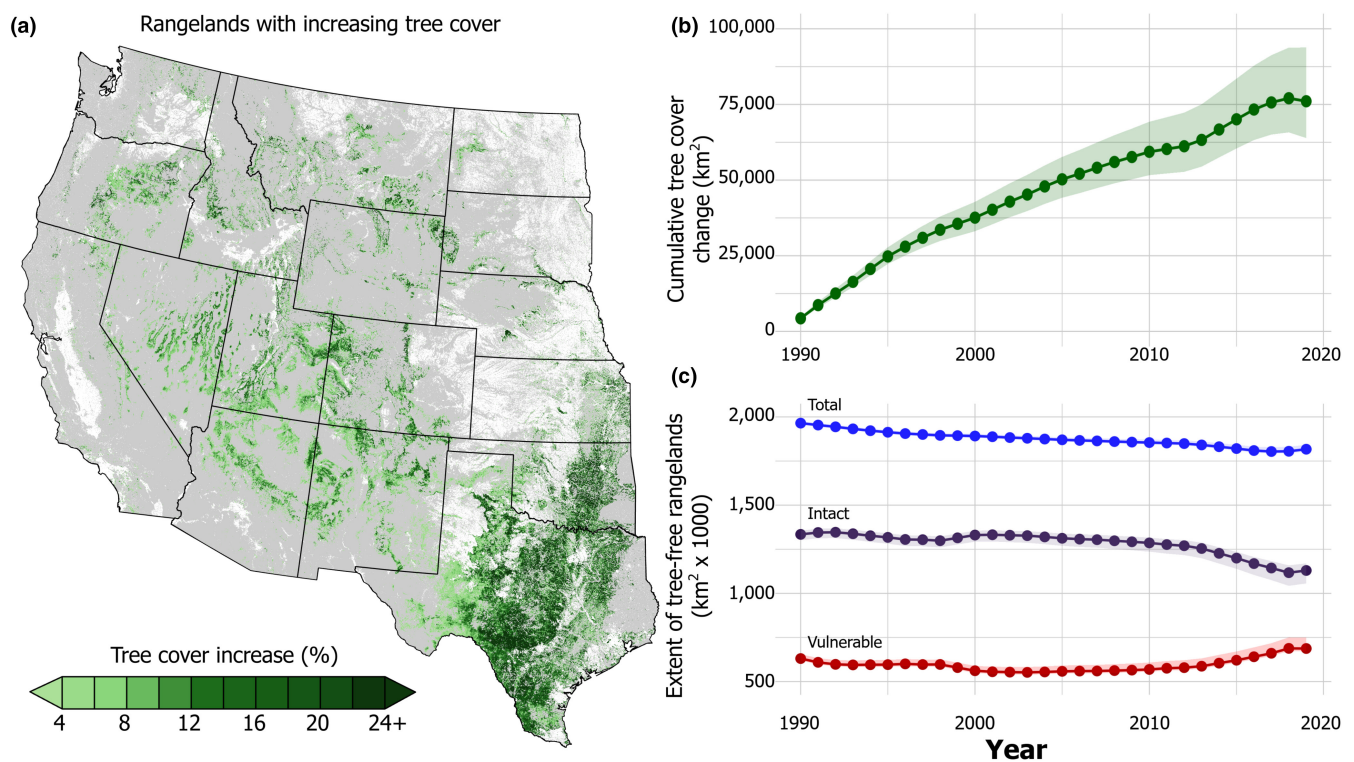 (a)
Rangelands with increasing tree cover
Tree cover increase (%)
4 8 12 16 20 24+
(b)
Cumulative tree cover
change (km²)
100,000
75,000
50,000
25,000
0
1990 2000 2010 2020
(c)
Extent of tree-free rangelands
(km² x 1000)
2,000
1,500
1,000
500
Total
Intact
Vulnerable
1990 2000 2010 2020
Year